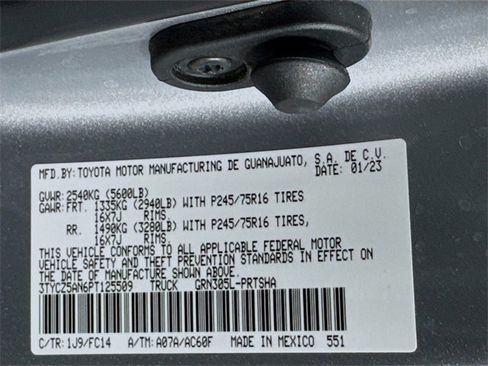 MFD.BY:TOYOTA MOTOR MANUFACTURING DE GUANAJUATO, S.A. DE C.V.
01/23
GVWR: 2540KG (5600LB)
GAWR:FRT. 1335KG (2940LB) WITH P245/75R16 TIRES
16X7J RIMS,
RR. 1490KG (3280LB) WITH P245/75R16 TIRES,
16X7J RIMS,
THIS VEHICLE CONFORMS TO ALL APPLICABLE FEDERAL MOTOR
VEHICLE SAFETY AND THEFT PREVENTION STANDARDS IN EFFECT ON
THE DATE OF MANUFACTURE SHOWN ABOVE.
3TYCZ5AN6PT125509 TRUCK GRN305L-PRTSHA
C/TR: 1J9/FC14 A/TM: A07A/AC60F MADE IN MEXICO 551